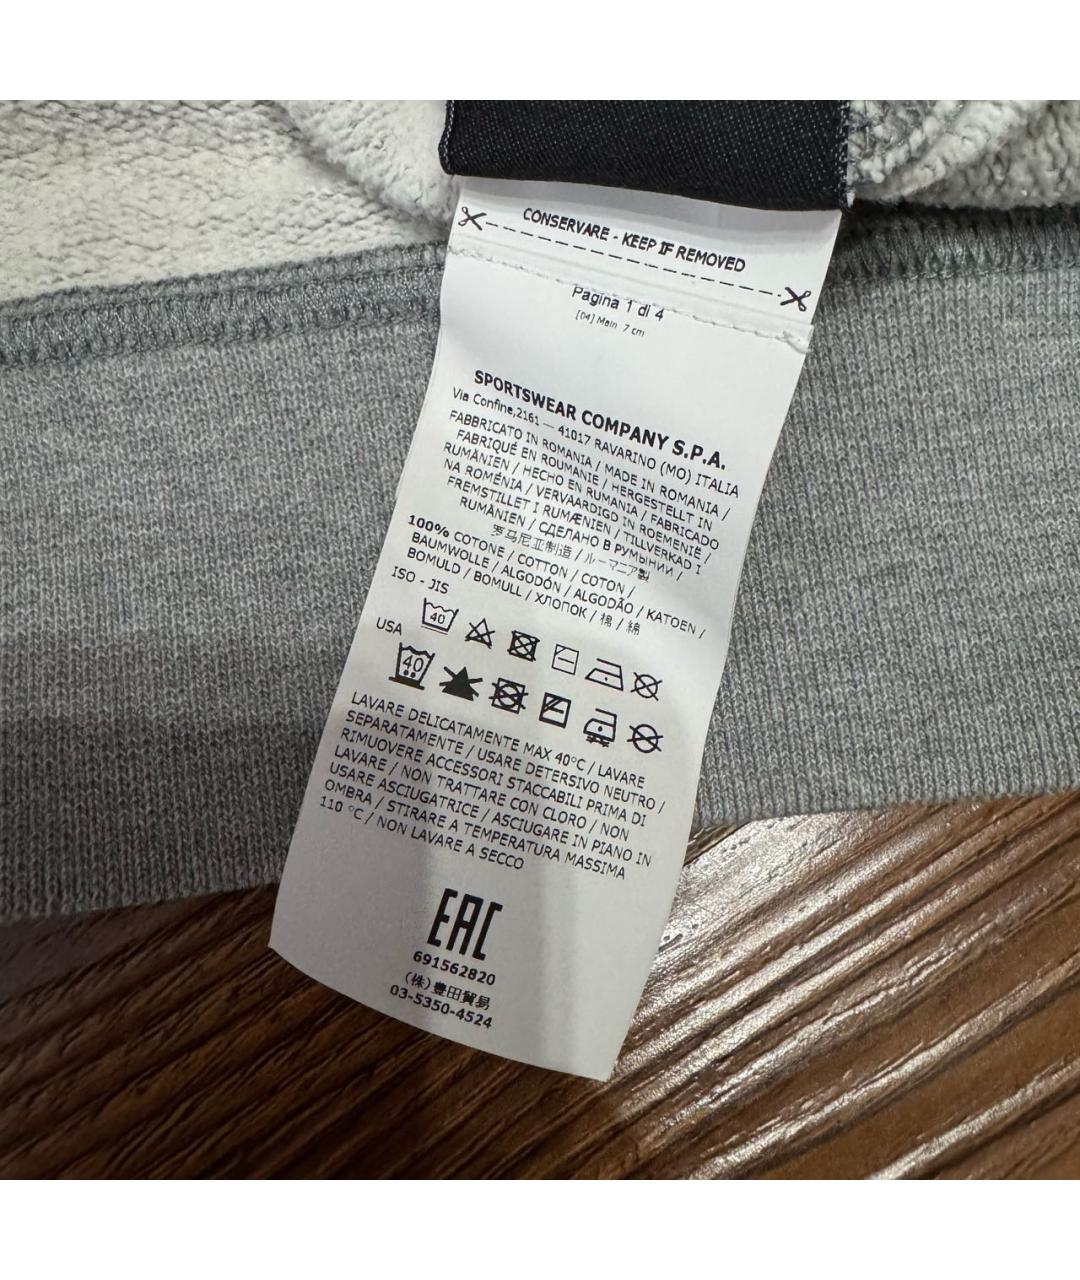 CONSERVARE - KEEP IF REMOVED
Pagina 1 di 4
[04] Main 7 cm
SPORTSWEAR COMPANY S.P.A.
Via Confine,2161 — 41017 RAVARINO (MO) ITALIA
FABBRICATO IN ROMANIA / MADE IN ROMANIA /
FABRIQUÉ EN ROUMANIE / HERGESTELLT IN
RUMÄNIEN / HECHO EN RUMANIA / FABRICADO
NA ROMÉNIA / VERVAARDIGD IN ROEMENIË /
FREMSTILLET I RUMÆNIEN / TILLVERKAD I
RUMÄNIEN / СДЕЛАНО В РУМЫНИИ /
罗马尼亚制造 / ルーマニア製
100% COTONE / COTTON / COTON /
BAUMWOLLE / ALGODÓN / ALGODÃO / KATOEN /
BOMULD / BOMULL / ХЛОПОК / 棉 / 綿
ISO - JIS
40
USA
40
LAVARE DELICATAMENTE MAX 40°C / LAVARE
SEPARATAMENTE / USARE DETERSIVO NEUTRO /
RIMUOVERE ACCESSORI STACCABILI PRIMA DI
LAVARE / NON TRATTARE CON CLORO / NON
USARE ASCIUGATRICE / ASCIUGARE IN PIANO IN
OMBRA / STIRARE A TEMPERATURA MASSIMA
110 °C / NON LAVARE A SECCO
EAC
691562820
(株)豊田貿易
03-5350-4524